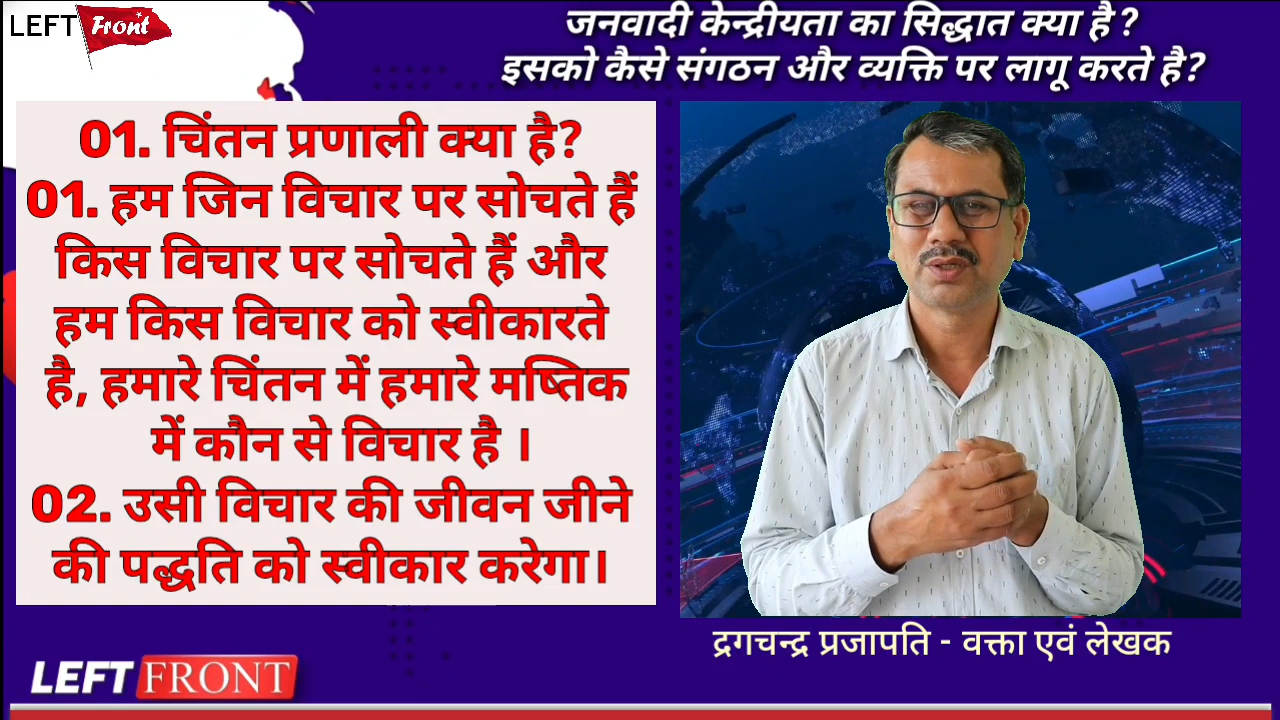 LEFT Front
जनवादी केन्द्रीयता का सिद्धात क्या है ?
इसको कैसे संगठन और व्यक्ति पर लागू करते है?
01. चिंतन प्रणाली क्या है?
01. हम जिन विचार पर सोचते हैं
किस विचार पर सोचते हैं और
हम किस विचार को स्वीकारते
है, हमारे चिंतन में हमारे मष्तिक
में कौन से विचार है ।
02. उसी विचार की जीवन जीने
की पद्धति को स्वीकार करेगा।
द्रगचन्द्र प्रजापति - वक्ता एवं लेखक
LEFT FRONT